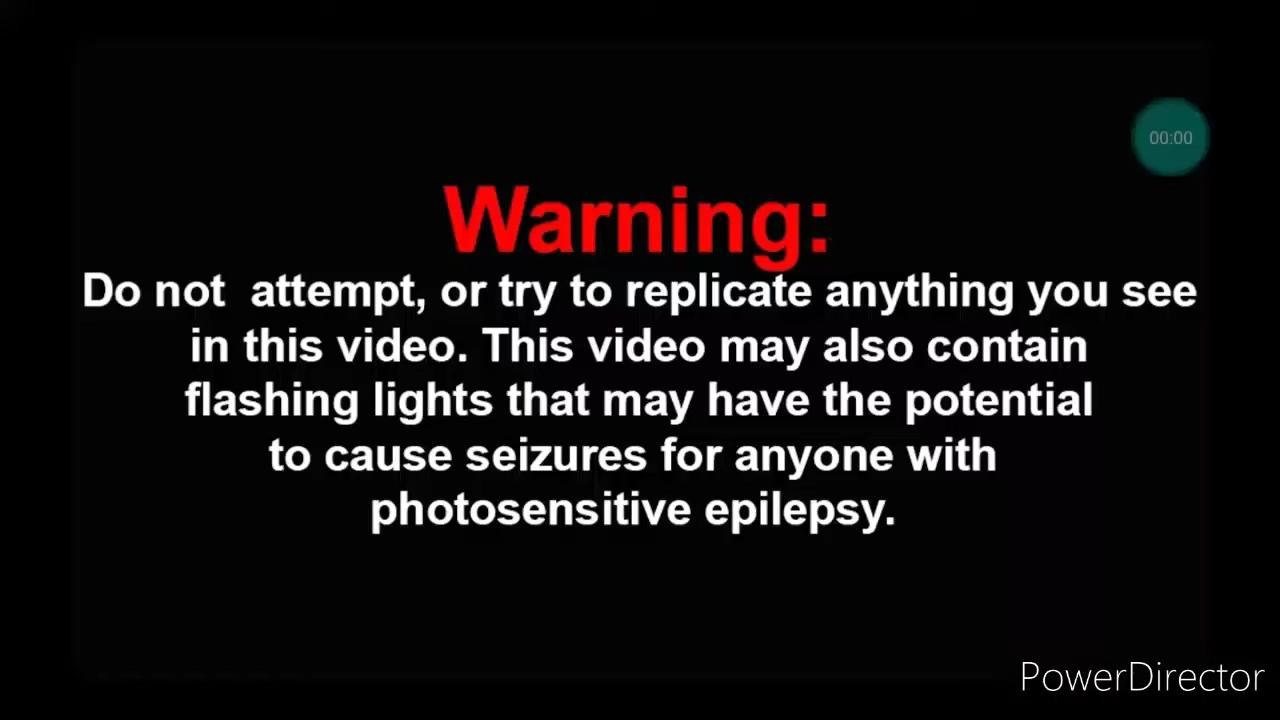 00:00
Warning:
Do not  attempt, or try to replicate anything you see
in this video. This video may also contain
flashing lights that may have the potential
to cause seizures for anyone with
photosensitive epilepsy.
PowerDirector